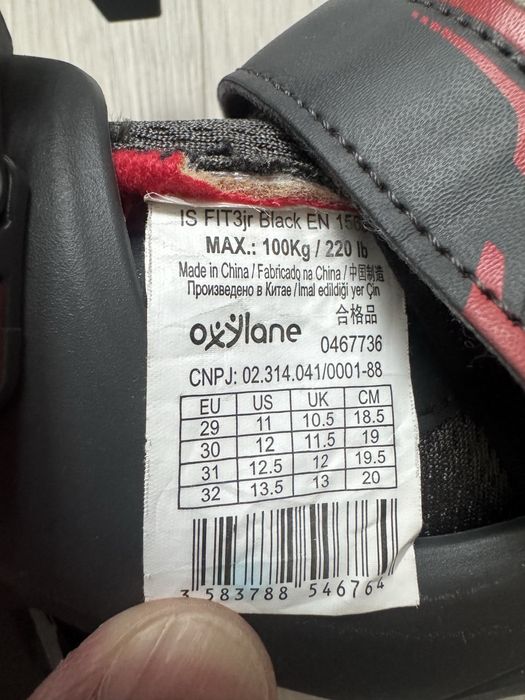 IS FIT3jr Black EN
MAX.: 100Kg / 220 lb
Made in China / Fabricado na China / 中国制造
Произведено в Китае / Imal edildiği yer Çin
oxylane 合格品
0467736
CNPJ: 02.314.041/0001-88
EU US UK CM
29 11 10.5 18.5
30 12 11.5 19
31 12.5 12 19.5
32 13.5 13 20
3 583788 546764